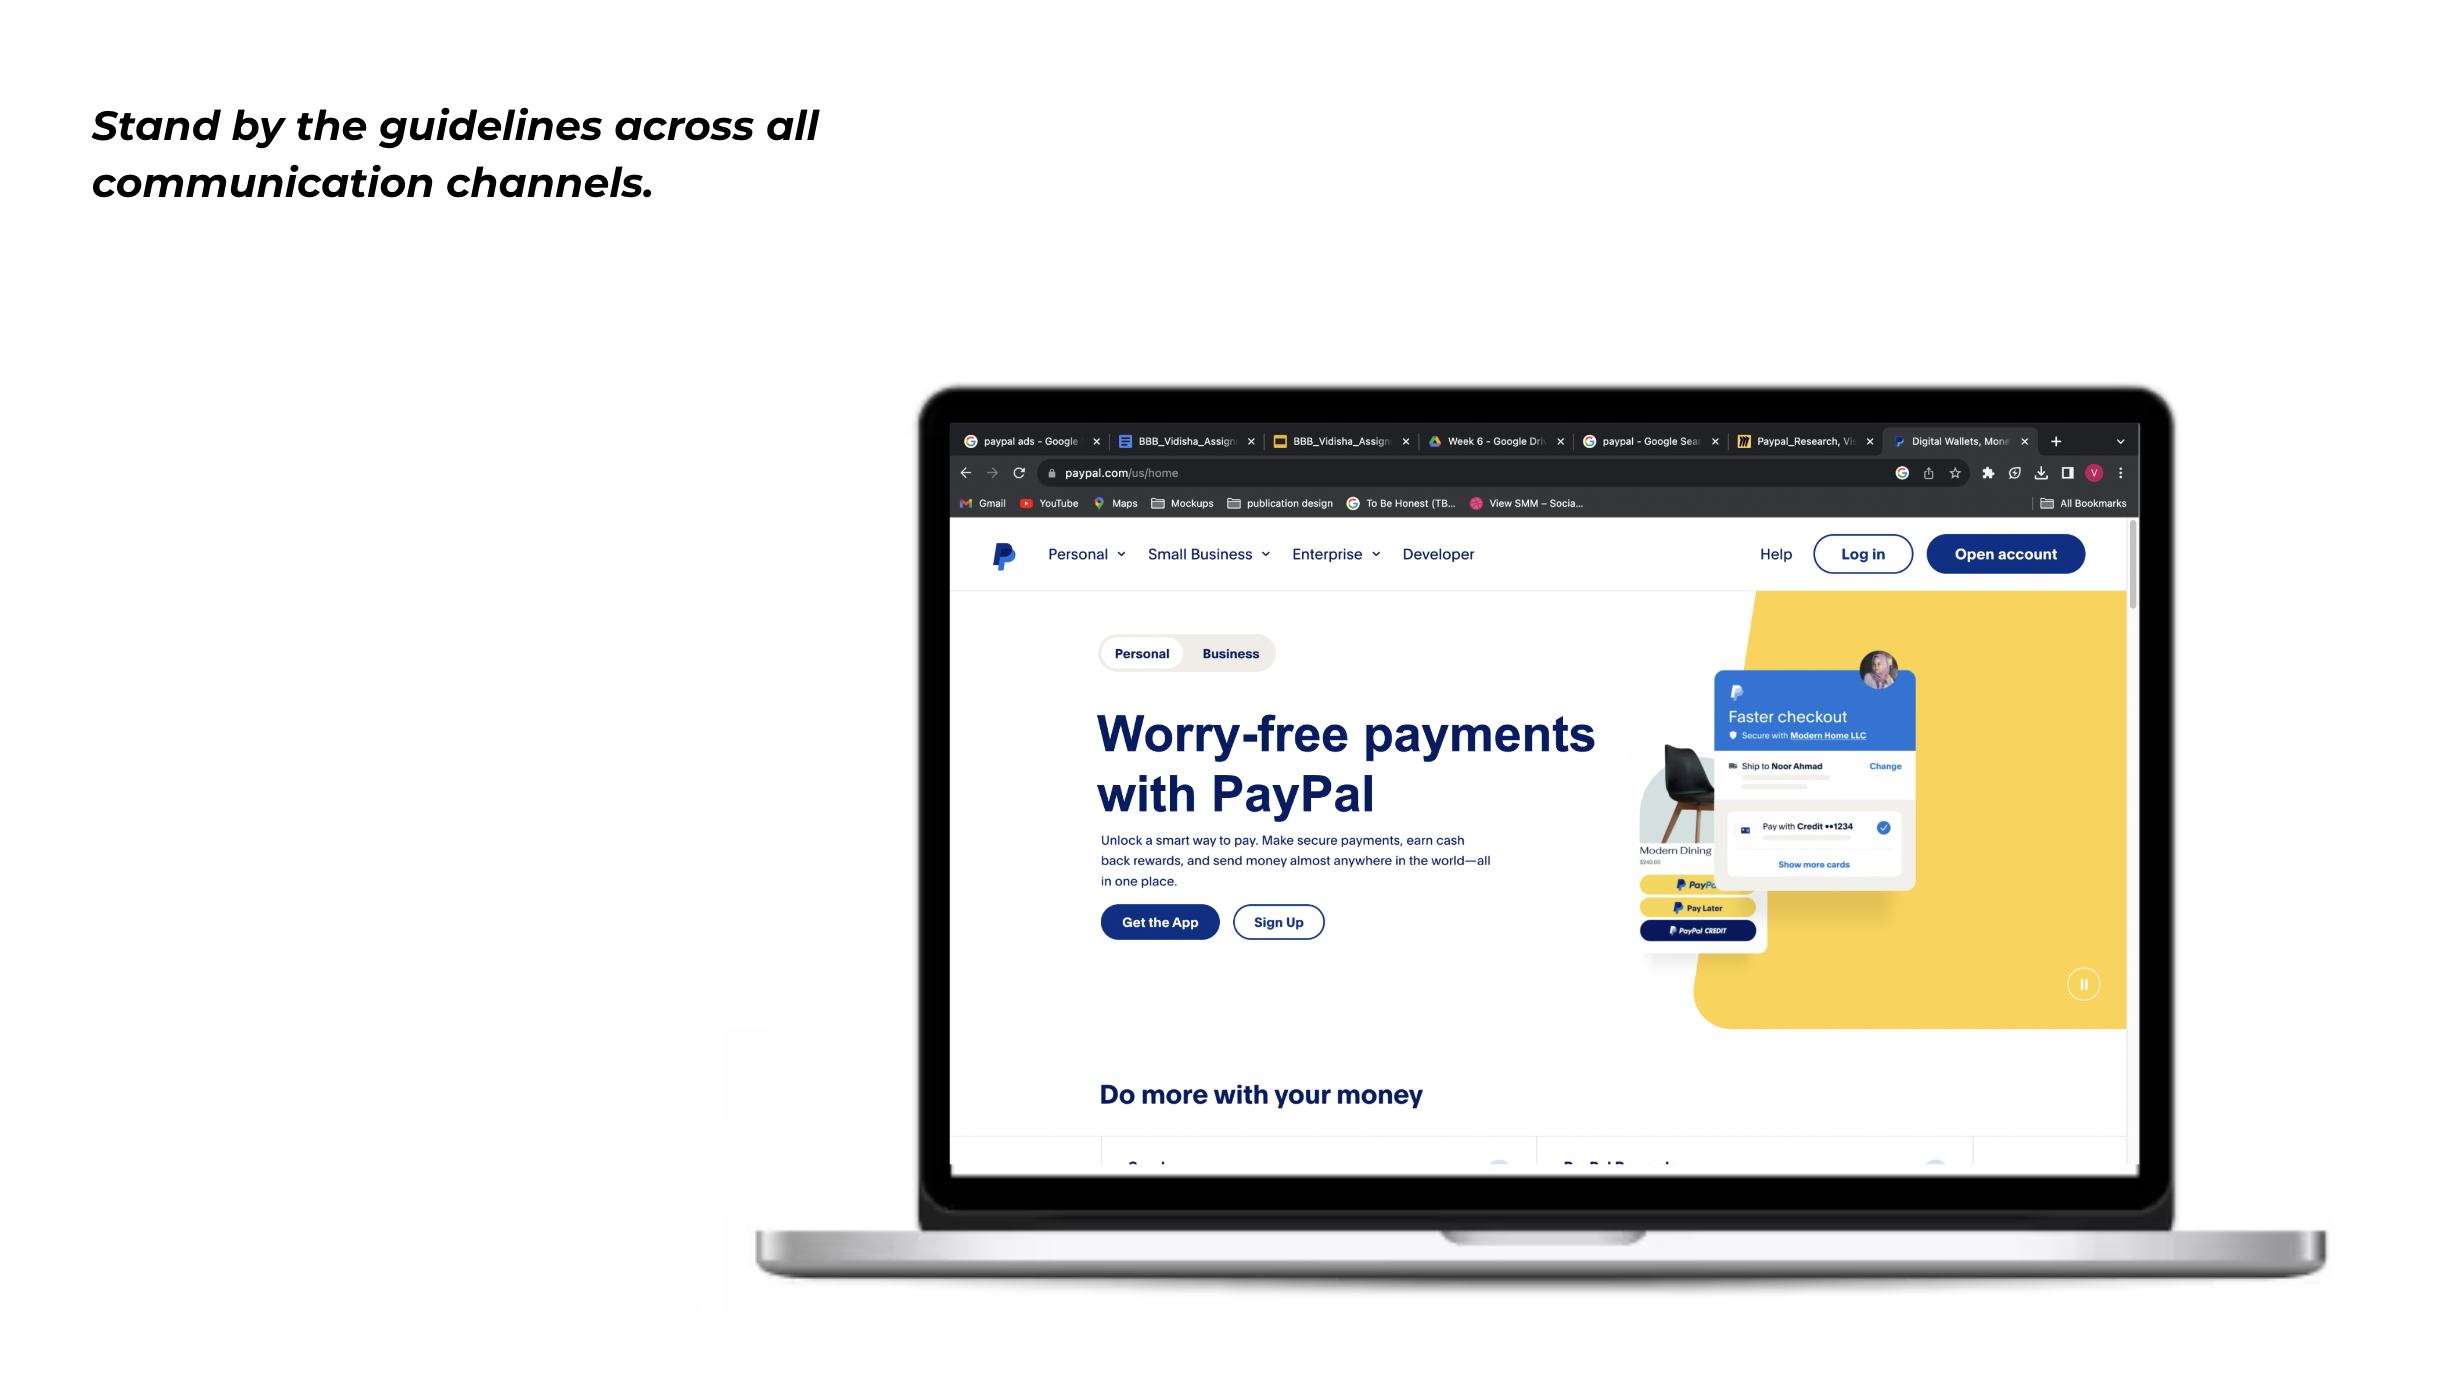 Stand by the guidelines across all
communication channels.
paypal ads - Google
BBB_Vidisha_Assign
BBB_Vidisha_Assign
Week 6 - Google Dri
paypal - Google Sea
Paypal_Research, Vi
Digital Wallets, Mone
paypal.com/us/home
V
Gmail YouTube Maps Mockups publication design To Be Honest (TB... View SMM – Socia... All Bookmarks
Personal Small Business Enterprise Developer Help Log in Open account
Personal Business
Worry-free payments
with PayPal
Unlock a smart way to pay. Make secure payments, earn cash
back rewards, and send money almost anywhere in the world—all
in one place.
Get the App Sign Up
Faster checkout
Secure with Modern Home LLC
Ship to Noor Ahmad Change
Pay with Credit ••1234
Show more cards
Modern Dining
$249.00
PayPa
Pay Later
PayPal CREDIT
Do more with your money